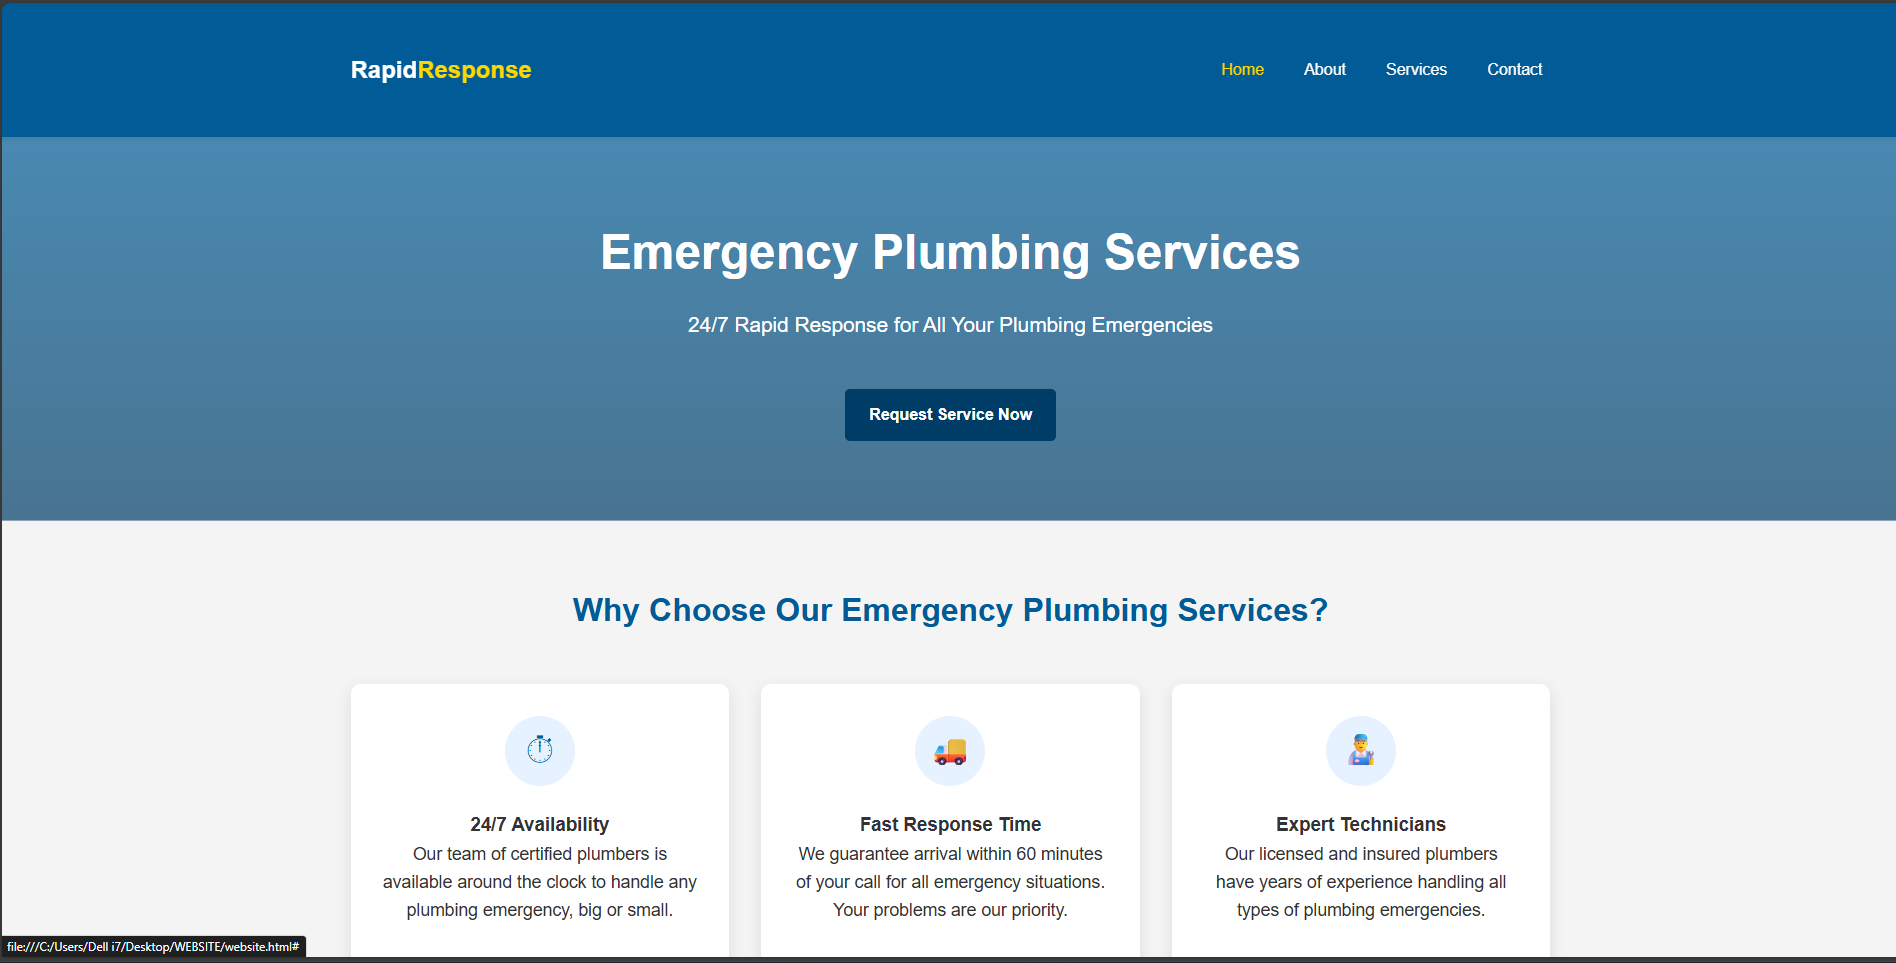 RapidResponse
Home About Services Contact
Emergency Plumbing Services
24/7 Rapid Response for All Your Plumbing Emergencies
Request Service Now
Why Choose Our Emergency Plumbing Services?
24/7 Availability
Our team of certified plumbers is
available around the clock to handle any
plumbing emergency, big or small.
Fast Response Time
We guarantee arrival within 60 minutes
of your call for all emergency situations.
Your problems are our priority.
Expert Technicians
Our licensed and insured plumbers
have years of experience handling all
types of plumbing emergencies.
file:///C:/Users/Dell i7/Desktop/WEBSITE/website.html#